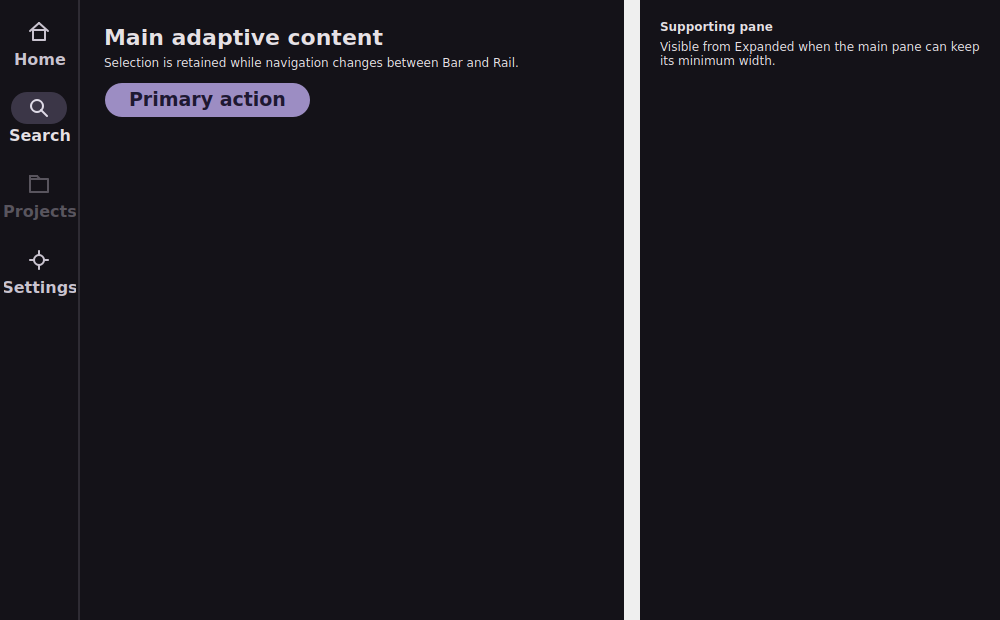 Home
Search
Projects
Settings
Main adaptive content
Selection is retained while navigation changes between Bar and Rail.
Primary action
Supporting pane
Visible from Expanded when the main pane can keep
its minimum width.